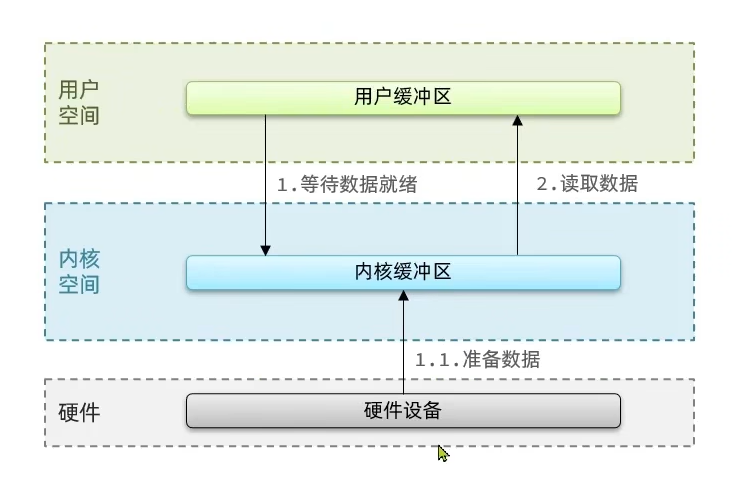 用户
空间
用户缓冲区
1.等待数据就绪
2.读取数据
内核
空间
内核缓冲区
1.1.准备数据
硬件
硬件设备